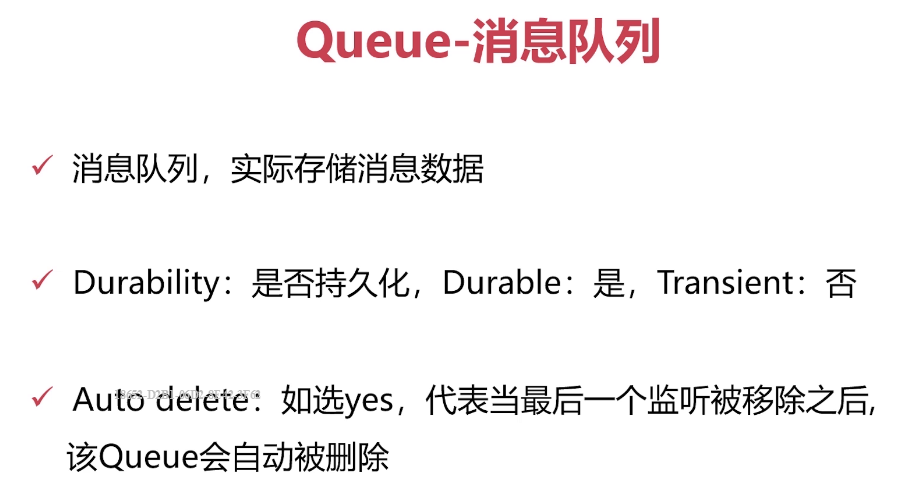 Queue-消息队列
消息队列，实际存储消息数据
Durability：是否持久化，Durable：是，Transient：否
Auto delete：如选yes，代表当最后一个监听被移除之后,
该Queue会自动被删除